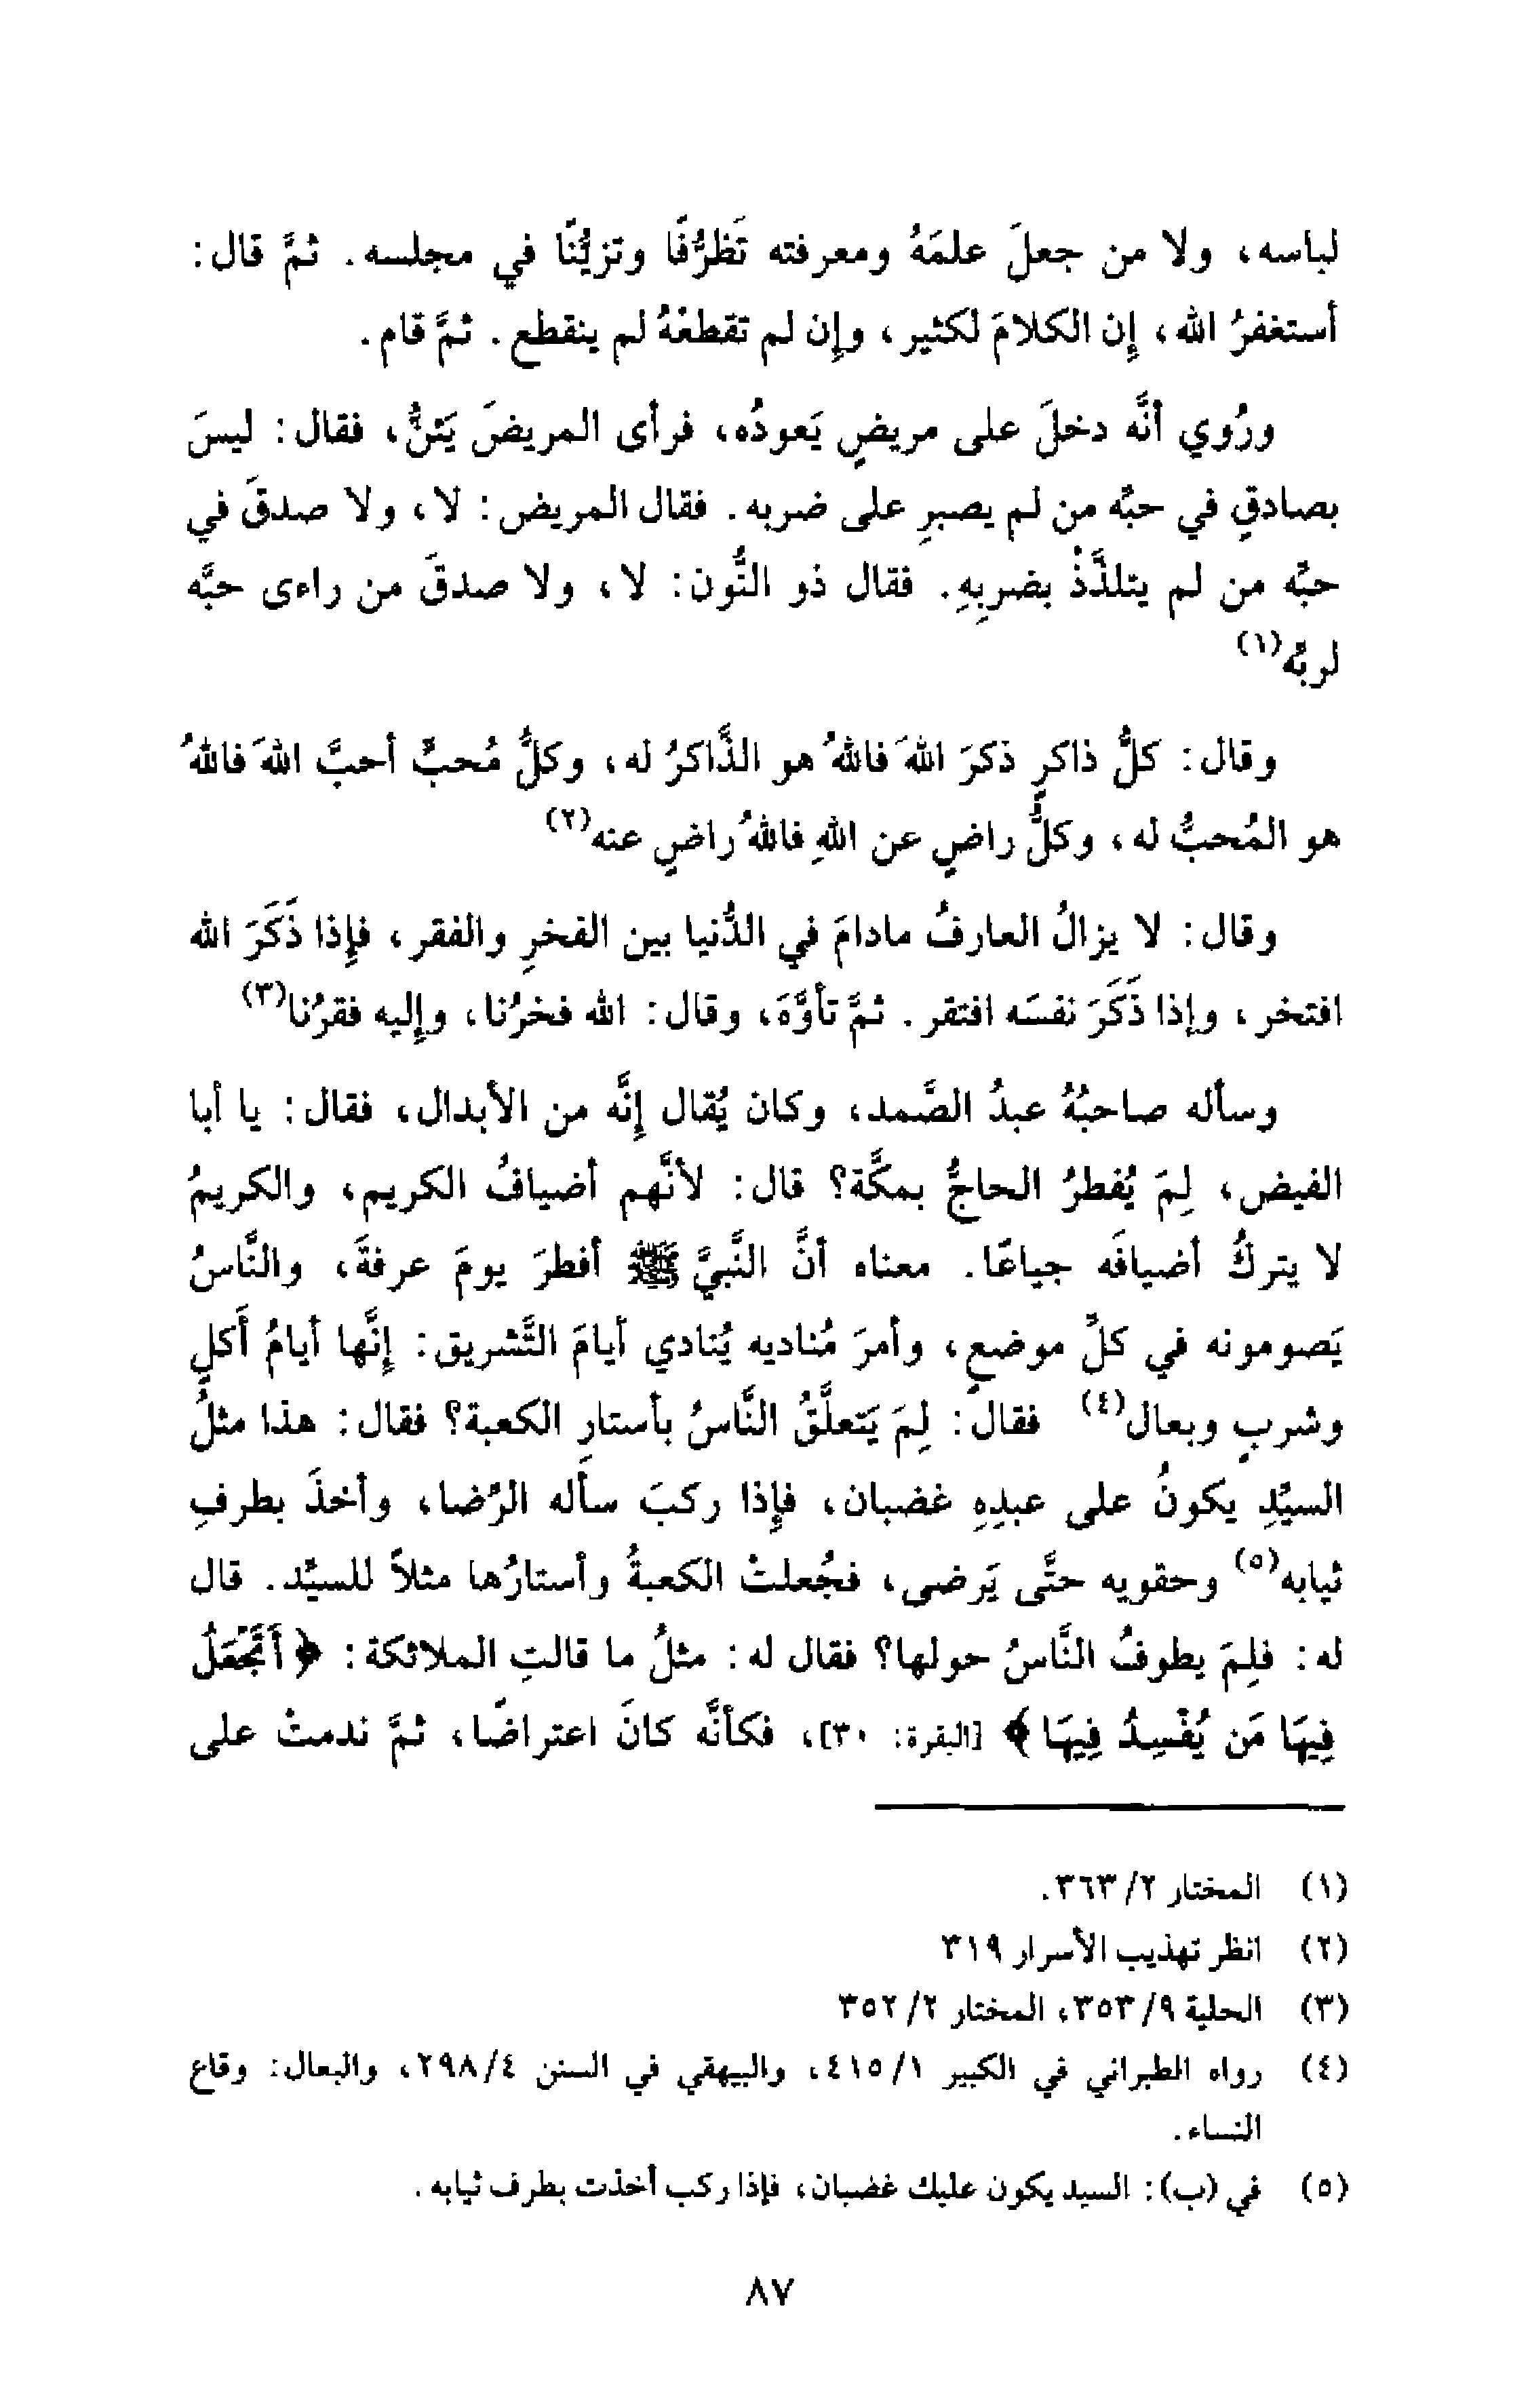 لباسه، ولا من جعلَ علمَهُ ومعرفته تَظرُّفًا وتزيُّنًا في مجلسه. ثمَّ قال:
أستغفرُ الله، إن الكلامَ لكثير، وإن لم تقطعْهُ لم ينقطع. ثمَّ قام.
ورُوي أنَّه دخلَ على مريضٍ يَعودُه، فرأى المريضَ يَئنُّ، فقال: ليسَ
بصادقٍ في حبِّه من لم يصبرِ على ضربه. فقال المريض: لا، ولا صدقَ في
حبِّه من لم يتلذَّذْ بضربِهِ. فقال ذو النُّون: لا، ولا صدقَ من راءى حبَّه
لربِّه(١)
وقال: كلُّ ذاكرٍ ذكرَ اللهَ فاللهُ هو الذَّاكرُ له، وكلُّ مُحبٍّ أحبَّ اللهَ فاللهُ
هو المُحبُّ له، وكلُّ راضٍ عن اللهِ فاللهُ راضٍ عنه(٢)
وقال: لا يزالُ العارفُ مادامَ في الدُّنيا بين الفخرِ والفقر، فإذا ذَكَرَ الله
افتخر، وإذا ذَكَرَ نفسَه افتقر. ثمَّ تأوَّهَ، وقال: الله فخرُنا، وإليه فقرُنا(٣)
وسأله صاحبُهُ عبدُ الصَّمد، وكان يُقال إنَّه من الأبدال، فقال: يا أبا
الفيض، لِمَ يُفطرُ الحاجُّ بمكَّة؟ قال: لأنَّهم أضيافُ الكريم، والكريمُ
لا يتركُ أضيافَه جياعًا. معناه أنَّ النَّبيَّ ﷺ أفطرَ يومَ عرفةَ، والنَّاسُ
يَصومونه في كلِّ موضعٍ، وأمرَ مُناديه يُنادي أيامَ التَّشريق: إنَّها أيامُ أَكلٍ
وشربٍ وبعال(٤) فقال: لِمَ يَتعلَّقُ النَّاسُ بأستارِ الكعبة؟ فقال: هذا مثلُ
السيِّدِ يكونُ على عبدِهِ غضبان، فإذا ركبَ سأله الرِّضا، وأخذَ بطرفِ
ثيابه(٥) وحقويه حتَّى يَرضى، فجُعلتْ الكعبةُ وأستارُها مثلاً للسيِّد. قال
له: فلِمَ يطوفُ النَّاسُ حولها؟ فقال له: مثلُ ما قالتِ الملائكة: ﴿أَتَجْعَلُ
فِيهَا مَن يُفْسِدُ فِيهَا﴾ [البقرة: ٣٠]، فكأنَّه كانَ اعتراضًا، ثمَّ ندمتْ على
(١) المختار ٢/ ٣٦٣.
(٢) انظر تهذيب الأسرار ٣١٩
(٣) الحلية ٩/ ٣٥٣، المختار ٢/ ٣٥٢
(٤) رواه الطبراني في الكبير ١/ ٤١٥، والبيهقي في السنن ٤/ ٢٩٨، والبعال: وقاع
النساء.
(٥) في (ب): السيد يكون عليك غضبان، فإذا ركب أخذت بطرف ثيابه.
٨٧